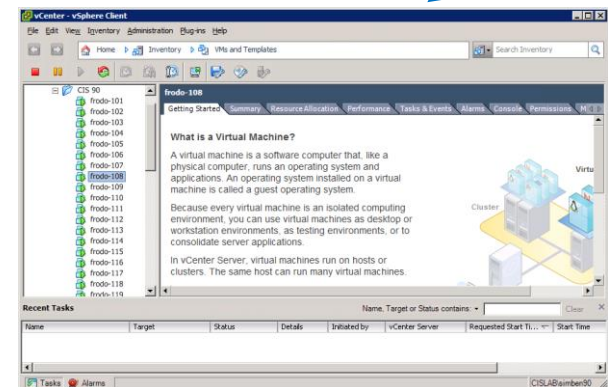 vCenter - vSphere Client
File Edit View Inventory Administration Plug-ins Help
Home Inventory VMs and Templates Search Inventory
CIS 90
frodo-101
frodo-102
frodo-103
frodo-104
frodo-105
frodo-106
frodo-107
frodo-108
frodo-109
frodo-110
frodo-111
frodo-112
frodo-113
frodo-114
frodo-115
frodo-116
frodo-117
frodo-118
frodo-119
frodo-108
Getting Started Summary Resource Allocation Performance Tasks & Events Alarms Console Permissions M
What is a Virtual Machine?
A virtual machine is a software computer that, like a
physical computer, runs an operating system and
applications. An operating system installed on a virtual
machine is called a guest operating system.
Because every virtual machine is an isolated computing
environment, you can use virtual machines as desktop or
workstation environments, as testing environments, or to
consolidate server applications.
In vCenter Server, virtual machines run on hosts or
clusters. The same host can run many virtual machines.
Virtu
Cluster
Recent Tasks Name, Target or Status contains: Clear
Name Target Status Details Initiated by vCenter Server Requested Start Ti... Start Time
Tasks Alarms CISLAB\simben90